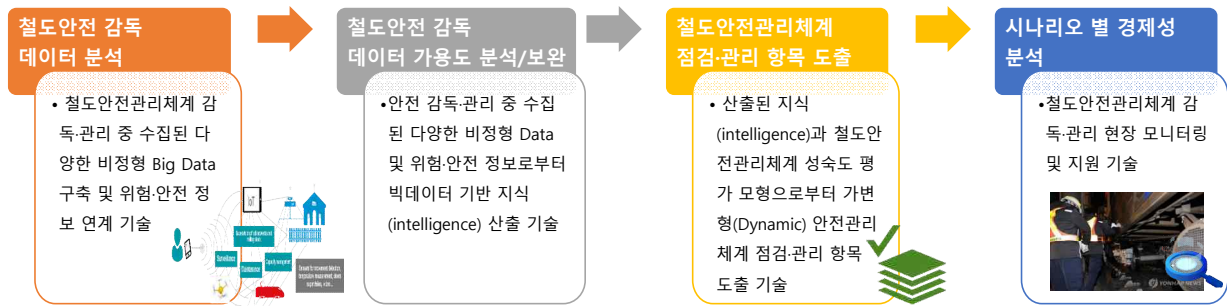 철도안전 감독
데이터 분석
• 철도안전관리체계 감
독·관리 중 수집된 다
양한 비정형 Big Data
구축 및 위험·안전 정
보 연계 기술
IoT
Surveillance
Maintenance
Capacity management
철도안전 감독
데이터 가용도 분석/보완
•안전 감독·관리 중 수집
된 다양한 비정형 Data
및 위험·안전 정보로부터
빅데이터 기반 지식
(intelligence) 산출 기술
철도안전관리체계
점검·관리 항목 도출
• 산출된 지식
(intelligence)과 철도안
전관리체계 성숙도 평
가 모형으로부터 가변
형(Dynamic) 안전관리
체계 점검·관리 항목
도출 기술
시나리오 별 경제성
분석
•철도안전관리체계 감
독·관리 현장 모니터링
및 지원 기술
YONHAP NEWS